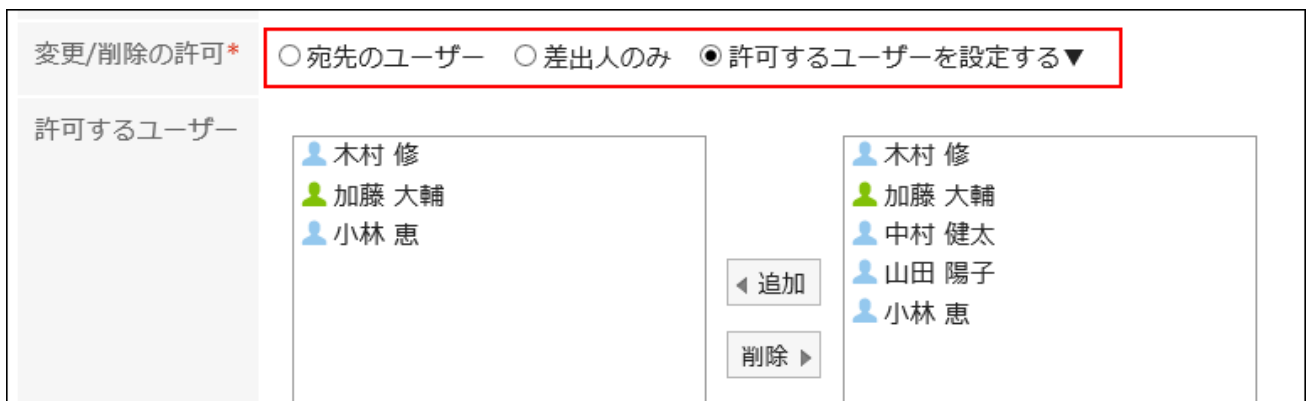 変更/削除の許可* ○宛先のユーザー ○差出人のみ ◉許可するユーザーを設定する▼
許可するユーザー
木村 修
加藤 大輔
小林 恵
◀ 追加
削除 ▶
木村 修
加藤 大輔
中村 健太
山田 陽子
小林 恵